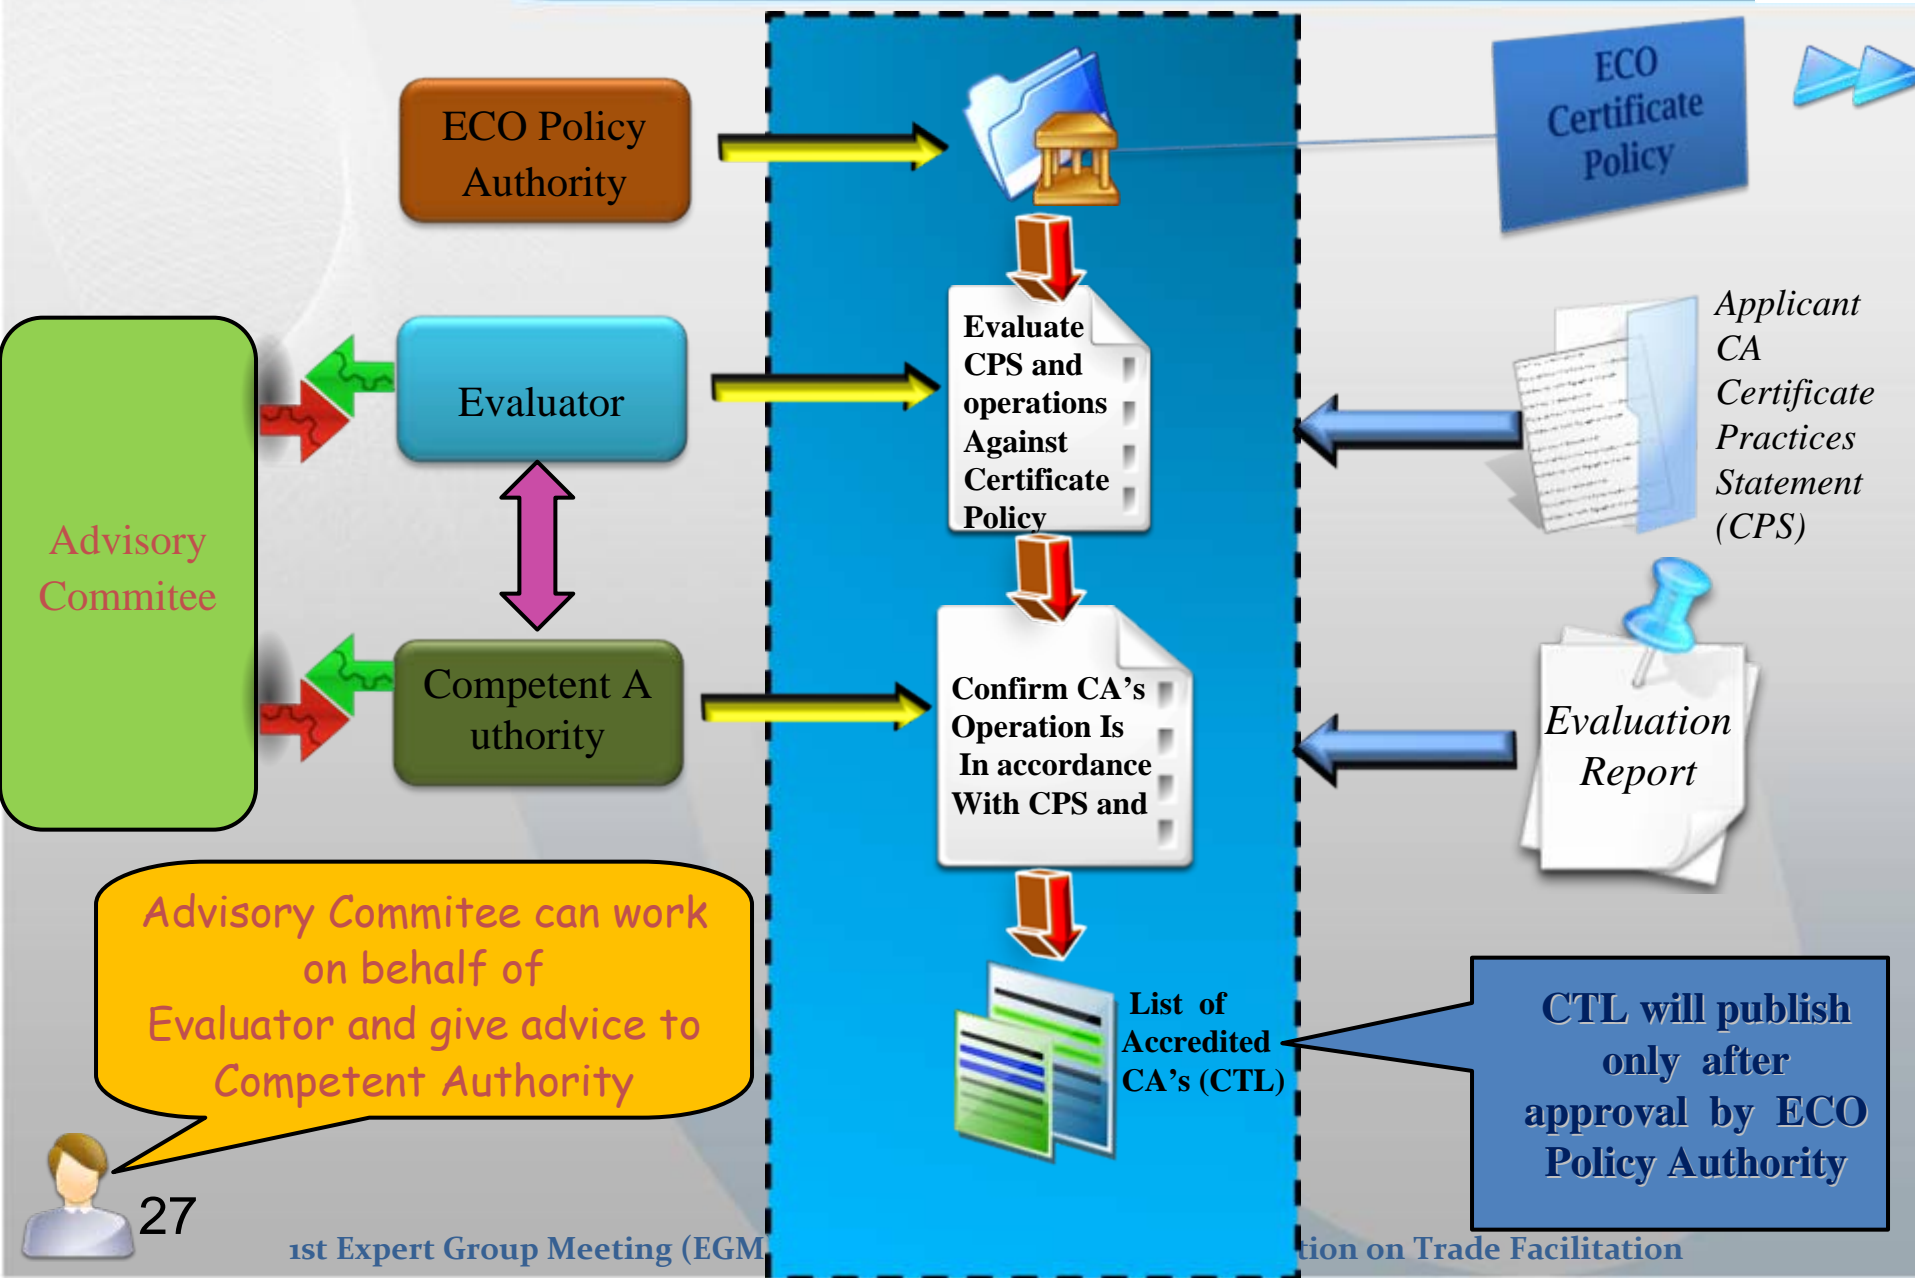 ECO Policy
Authority
ECO
Certificate
Policy
Evaluator
Evaluate
CPS and
operations
Against
Certificate
Policy
Applicant
CA
Certificate
Practices
Statement
(CPS)
Advisory
Commitee
Competent A
uthority
Confirm CA’s
Operation Is
In accordance
With CPS and
Evaluation
Report
Advisory Commitee can work
on behalf of
Evaluator and give advice to
Competent Authority
List of
Accredited
CA’s (CTL)
CTL will publish
only after
approval by ECO
Policy Authority
27
1st Expert Group Meeting (EGM
tion on Trade Facilitation